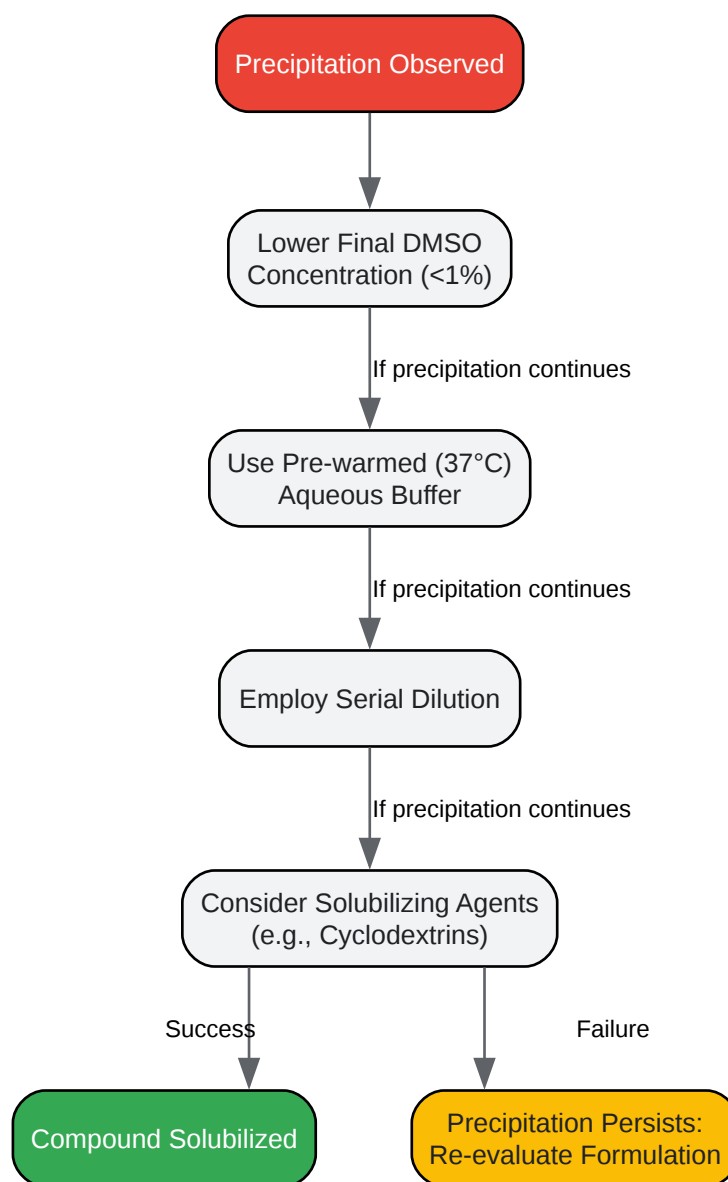 Precipitation Observed
Lower Final DMSO
Concentration (<1%)
If precipitation continues
Use Pre-warmed (37°C)
Aqueous Buffer
If precipitation continues
Employ Serial Dilution
If precipitation continues
Consider Solubilizing Agents
(e.g., Cyclodextrins)
Success
Failure
Compound Solubilized
Precipitation Persists:
Re-evaluate Formulation